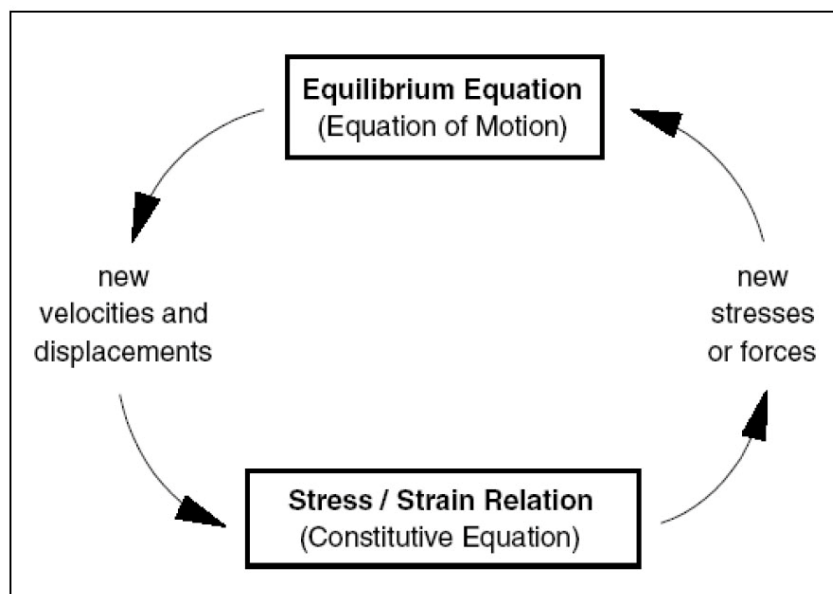 Equilibrium Equation
(Equation of Motion)
new
velocities and
displacements
new
stresses
or forces
Stress / Strain Relation
(Constitutive Equation)